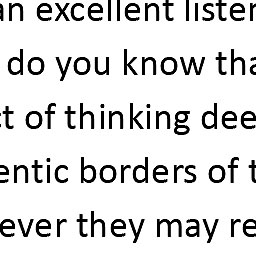 an excellent listen
do you know tha
t of thinking dee
entic borders of t
ever they may re